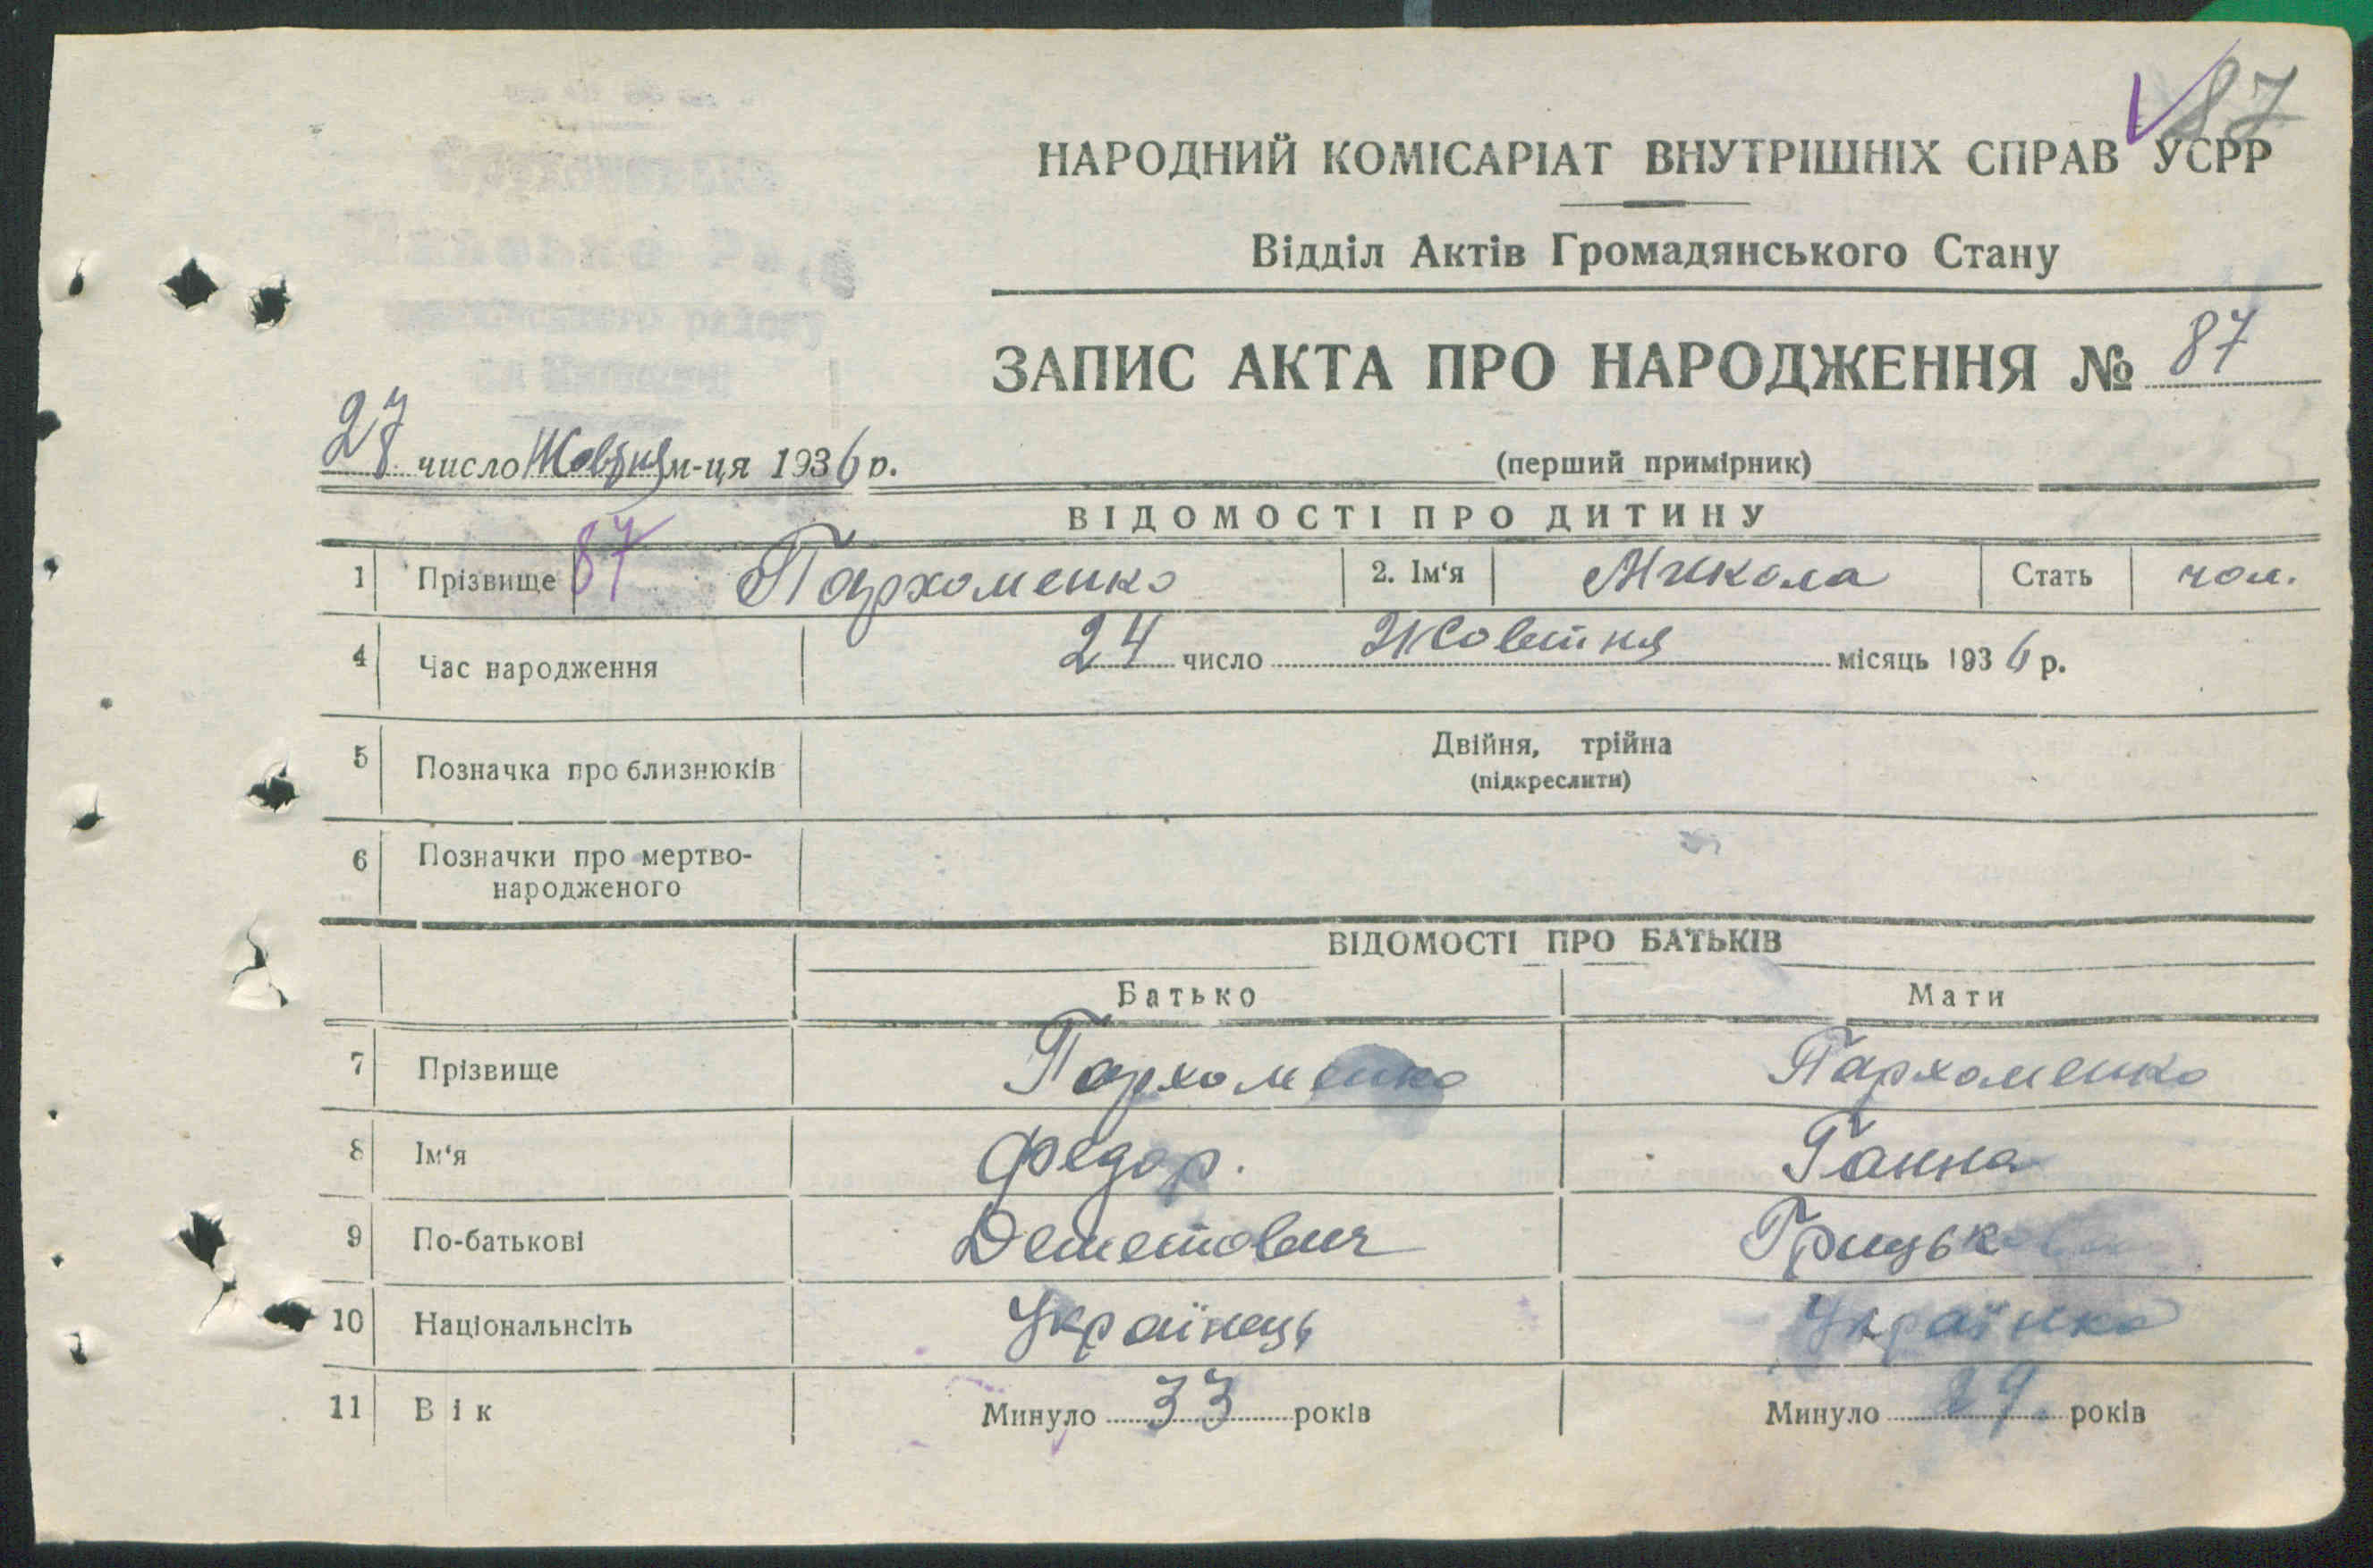 87
НАРОДНИЙ КОМІСАРІАТ ВНУТРІШНІХ СПРАВ УСРР
Відділ Актів Громадянського Стану
району
ЗАПИС АКТА ПРО НАРОДЖЕННЯ № 87
27 число Жовтня м-ця 1936 р.
(перший примірник)
ВІДОМОСТІ ПРО ДИТИНУ
1 Прізвище 87 Пархоменко 2. Ім'я Микола Стать чол.
4 Час народження 24 число Жовтня місяць 1936 р.
5 Позначка про близнюків Двійня, трійна
(підкреслити)
6 Позначки про мертво-
народженого
ВІДОМОСТІ ПРО БАТЬКІВ
Батько Мати
7 Прізвище Пархоменко Пархоменко
8 Ім'я Федор. Ганна
9 По-батькові
10 Національнсіть Українець Українка
11 Вік Минуло 33 років Минуло 29 років